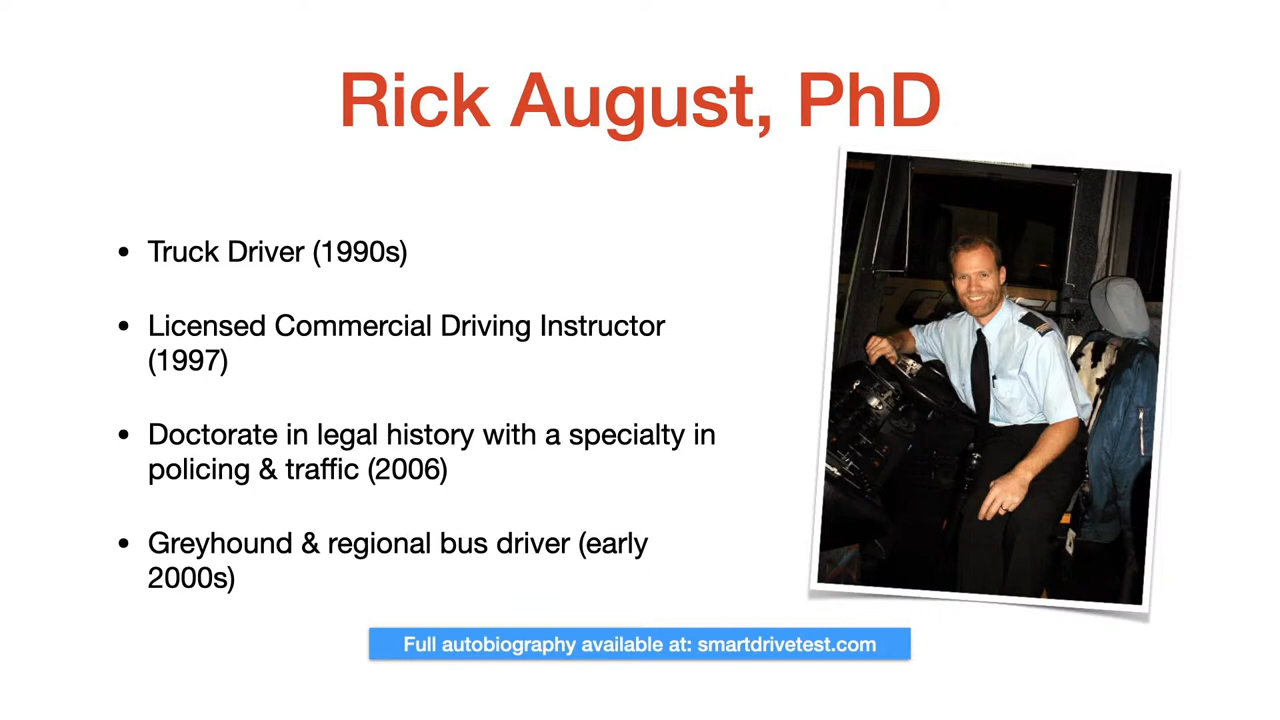 Rick August, PhD
• Truck Driver (1990s)
• Licensed Commercial Driving Instructor
(1997)
• Doctorate in legal history with a specialty in
policing & traffic (2006)
• Greyhound & regional bus driver (early
2000s)
Full autobiography available at: smartdrivetest.com